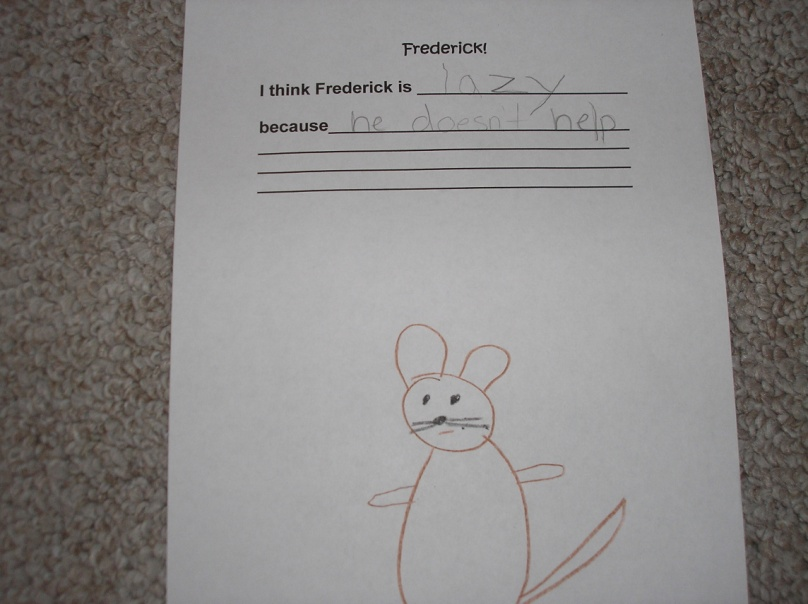 Frederick!
I think Frederick is lazy
because he doesn't help